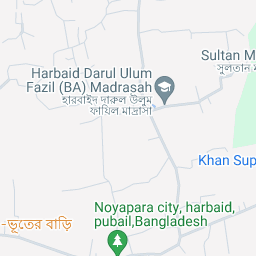 Sultan M
সুলতান ম
Harbaid Darul Ulum
Fazil (BA) Madrasah
হারবাইদ দারুল উলুম
ফাযিল মাদ্রাসা
Khan Sup
Noyapara city, harbaid,
pubail,Bangladesh
-ভূতের বাড়ি